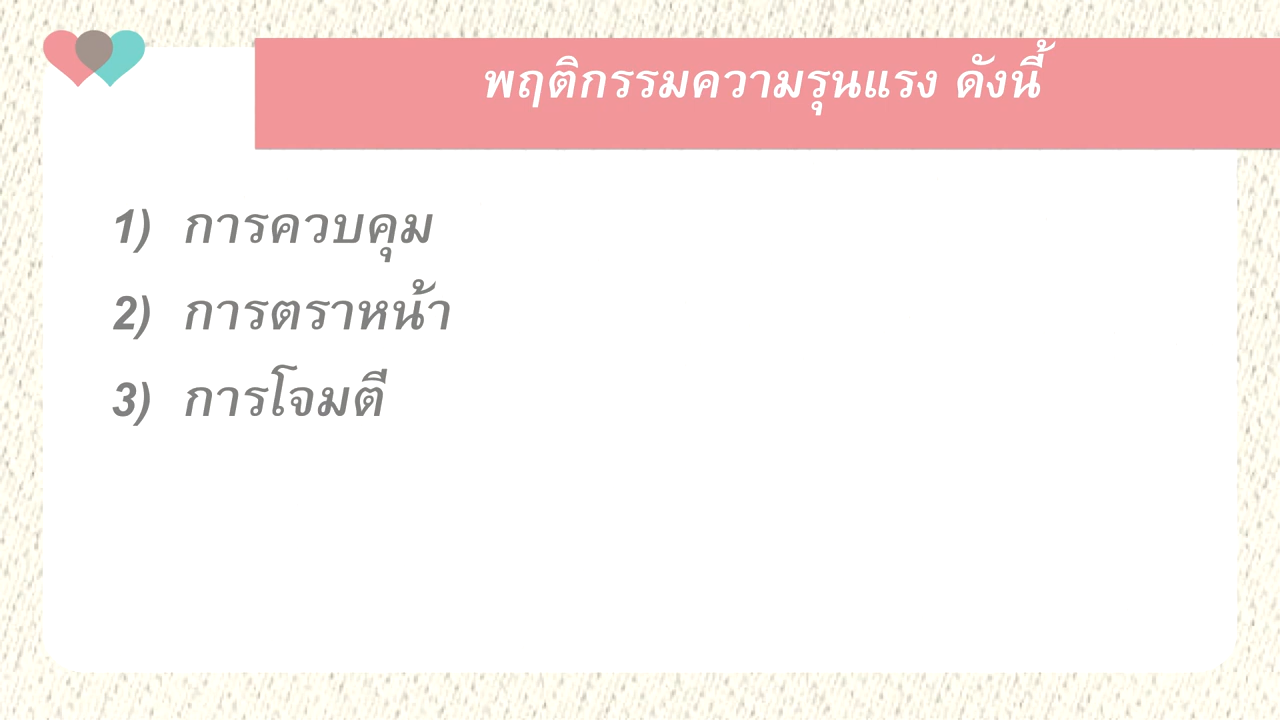 พฤติกรรมความรุนแรง ดังนี้
1) การควบคุม
2) การตราหน้า
3) การโจมตี